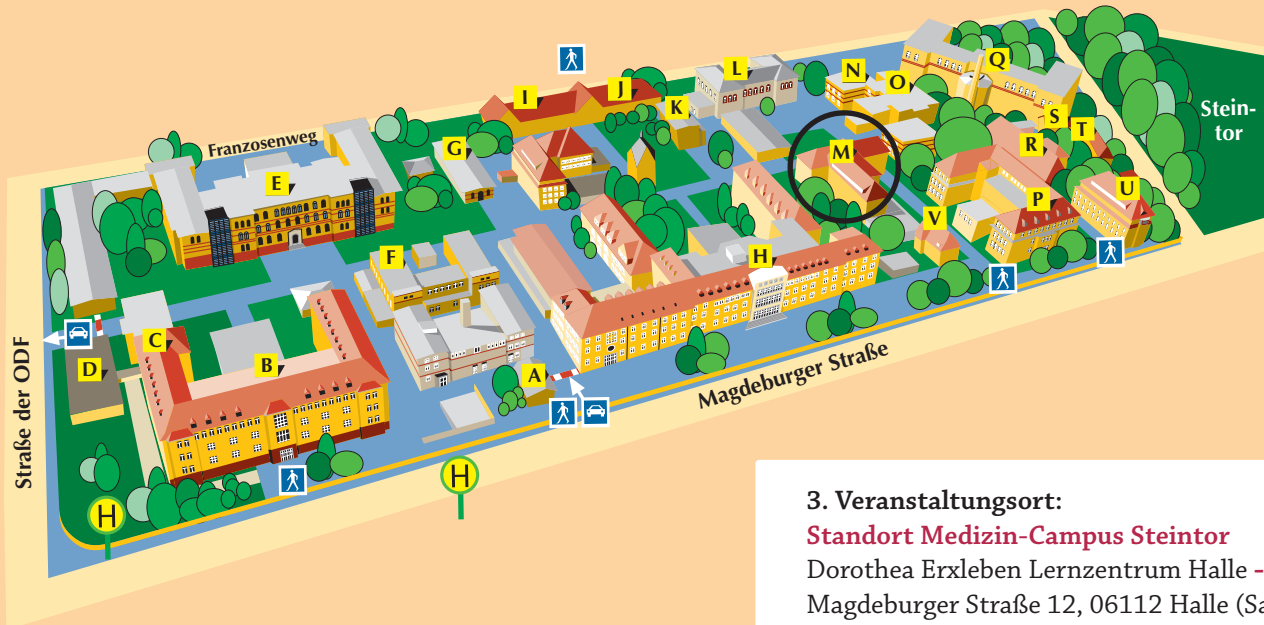 L
N
O
Q
I
J
K
S
T
Stein-
tor
Franzosenweg
G
M
R
E
P
U
V
F
H
C
D
B
A
Straße der ODF
Magdeburger Straße
H
H
3. Veranstaltungsort:
Standort Medizin-Campus Steintor
Dorothea Erxleben Lernzentrum Halle -
Magdeburger Straße 12, 06112 Halle (Sa